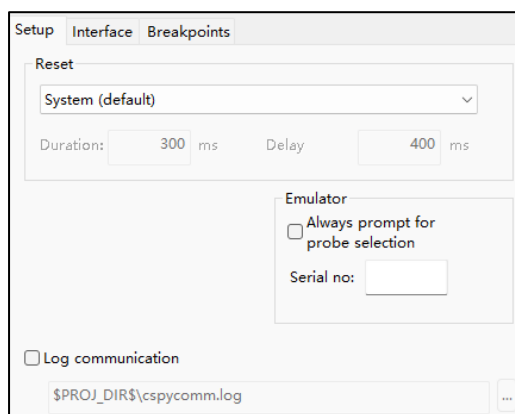 Setup Interface Breakpoints
Reset
System (default)
Duration: 300 ms Delay 400 ms
Emulator
Always prompt for
probe selection
Serial no:
Log communication
$PROJ_DIR$\cspycomm.log ...